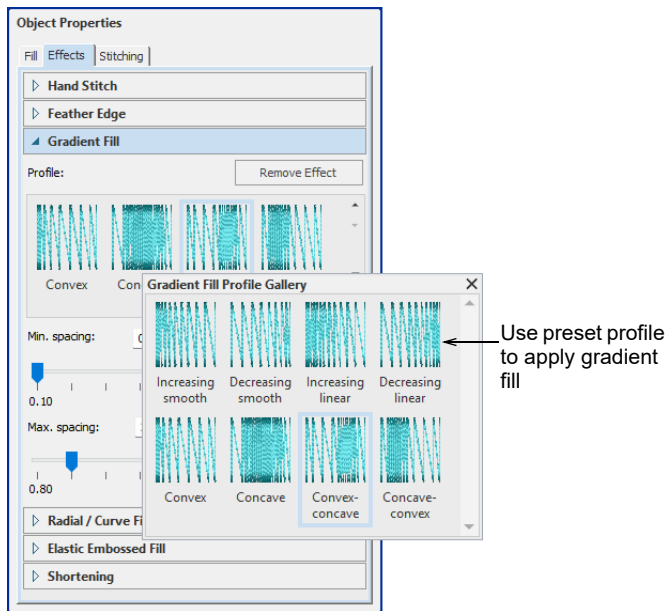 Object Properties
Fill Effects Stitching
Hand Stitch
Feather Edge
Gradient Fill
Profile: Remove Effect
Convex
Gradient Fill Profile Gallery
Increasing smooth
Decreasing smooth
Increasing linear
Decreasing linear
Convex
Concave
Convex-concave
Concave-convex
Use preset profile
to apply gradient
fill
Min. spacing:
0.10
Max. spacing:
0.80
Radial / Curve Fi
Elastic Embossed Fill
Shortening